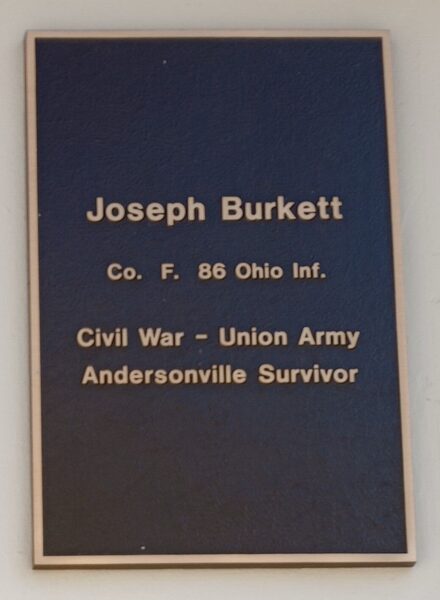 Joseph Burkett
Co. F. 86 Ohio Inf.
Civil War - Union Army
Andersonville Survivor